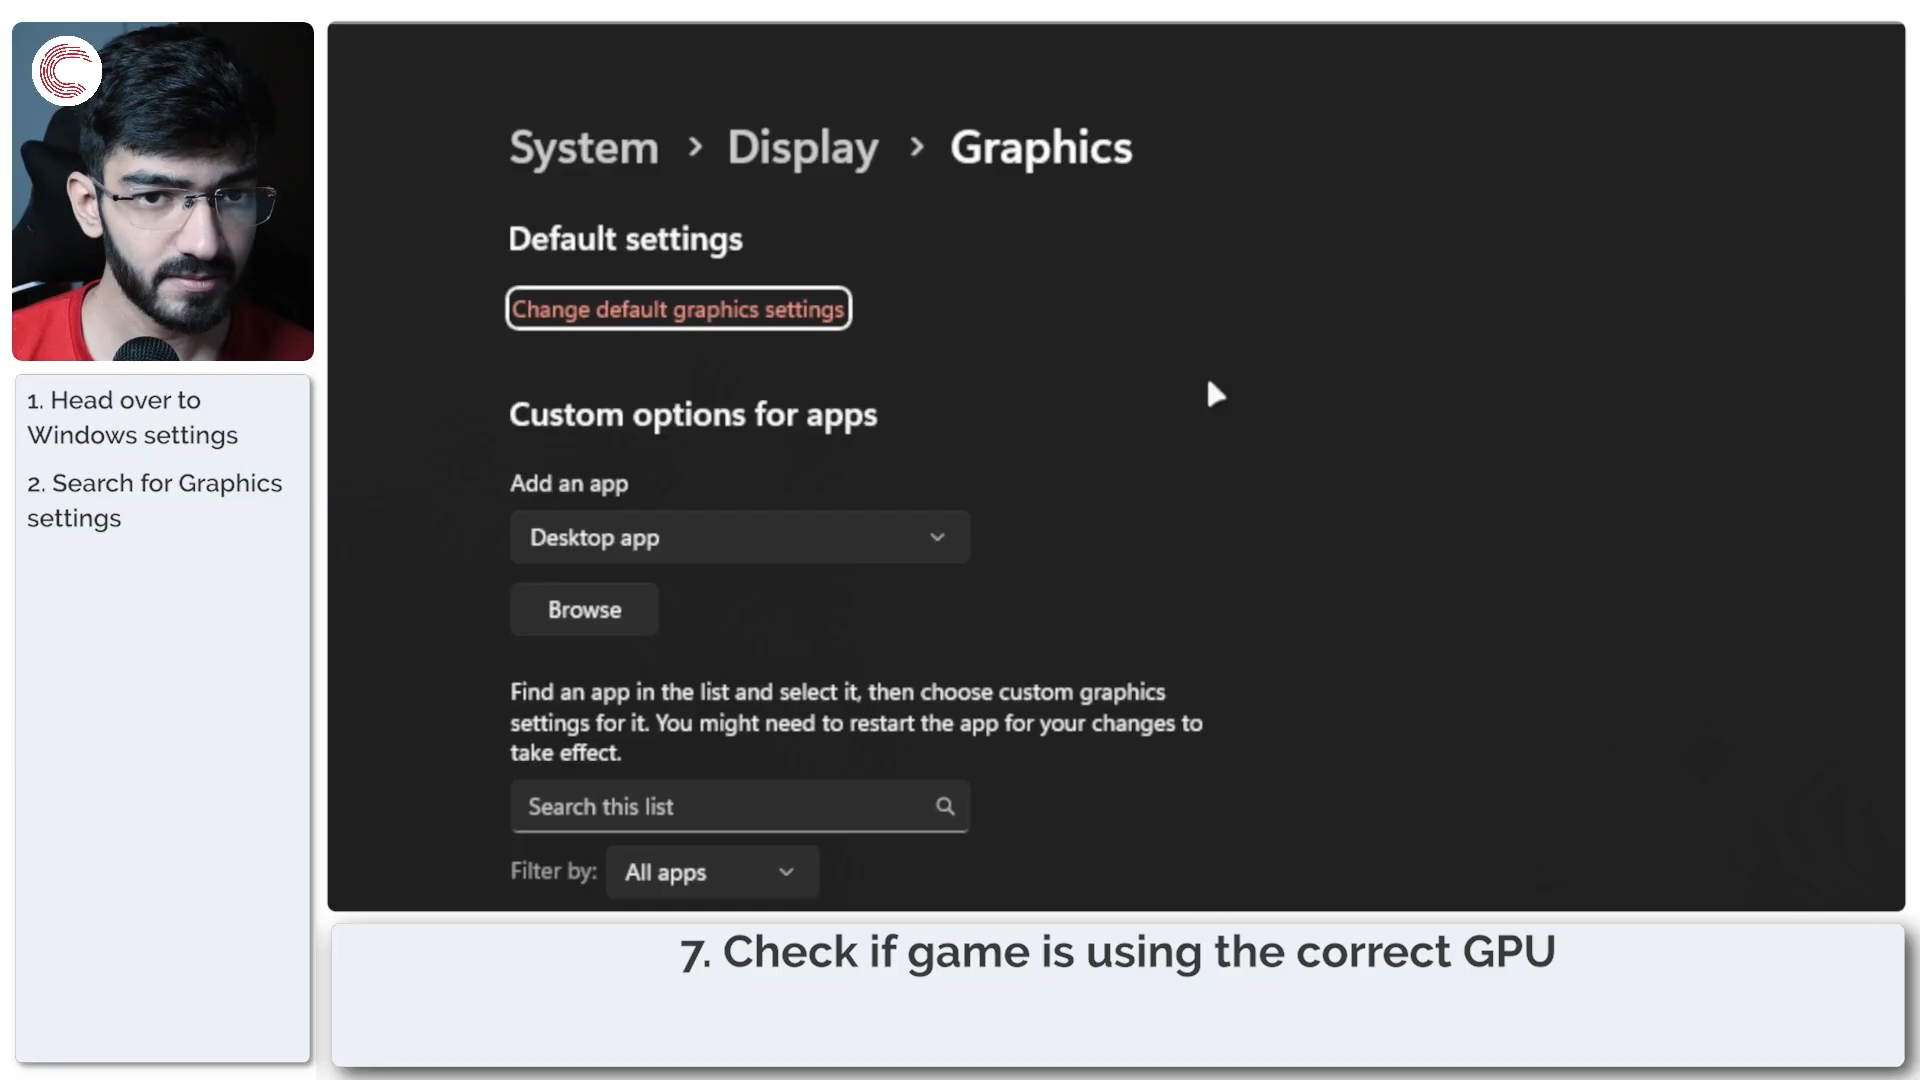 1. Head over to
Windows settings
2. Search for Graphics
settings
System > Display > Graphics
Default settings
Change default graphics settings
Custom options for apps
Add an app
Desktop app
Browse
Find an app in the list and select it, then choose custom graphics
settings for it. You might need to restart the app for your changes to
take effect.
Search this list
Filter by: All apps
7. Check if game is using the correct GPU